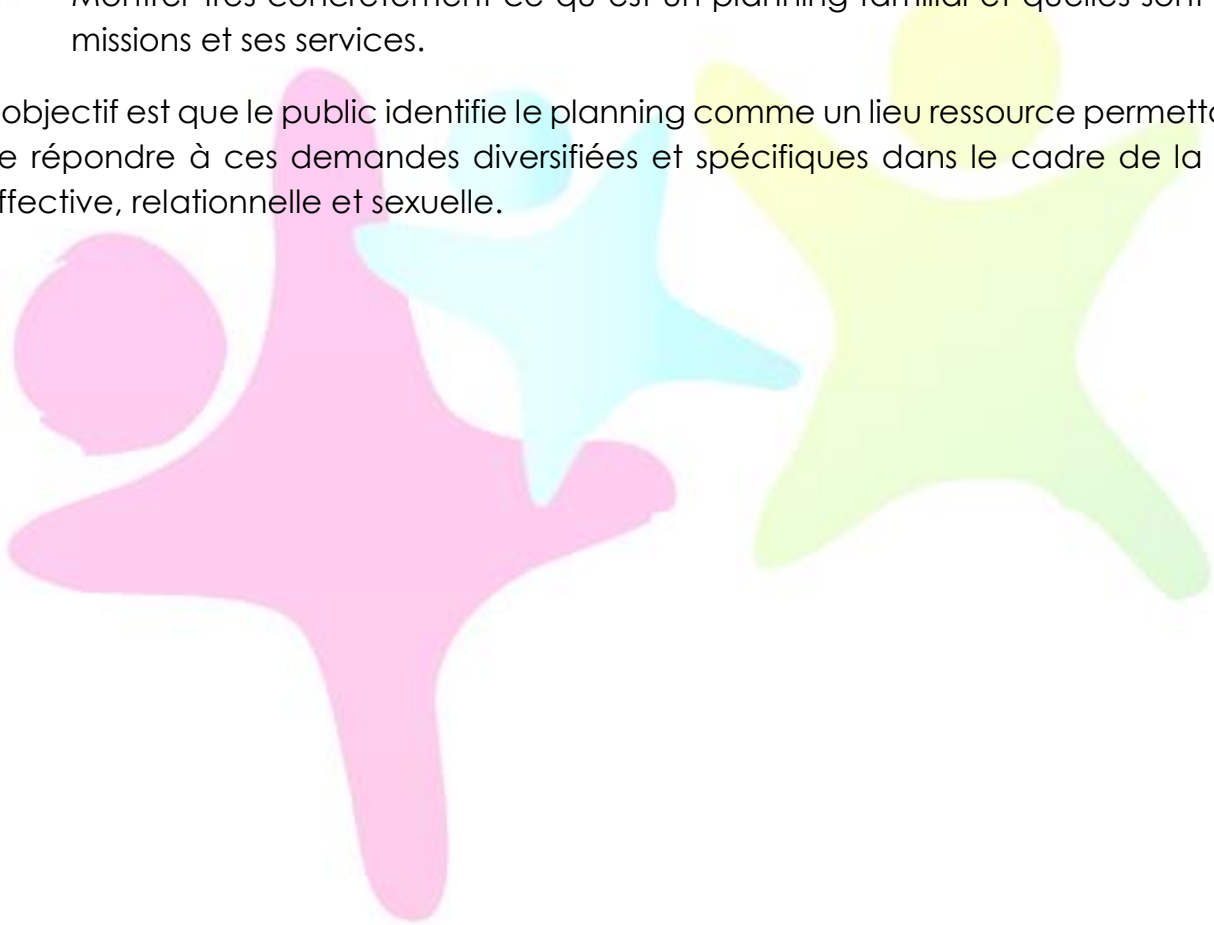 Montrer très concrètement ce qu'est un planning familial et quelles sont
missions et ses services.
objectif est que le public identifie le planning comme un lieu ressource permetta
e répondre à ces demandes diversifiées et spécifiques dans le cadre de la
ffective, relationnelle et sexuelle.